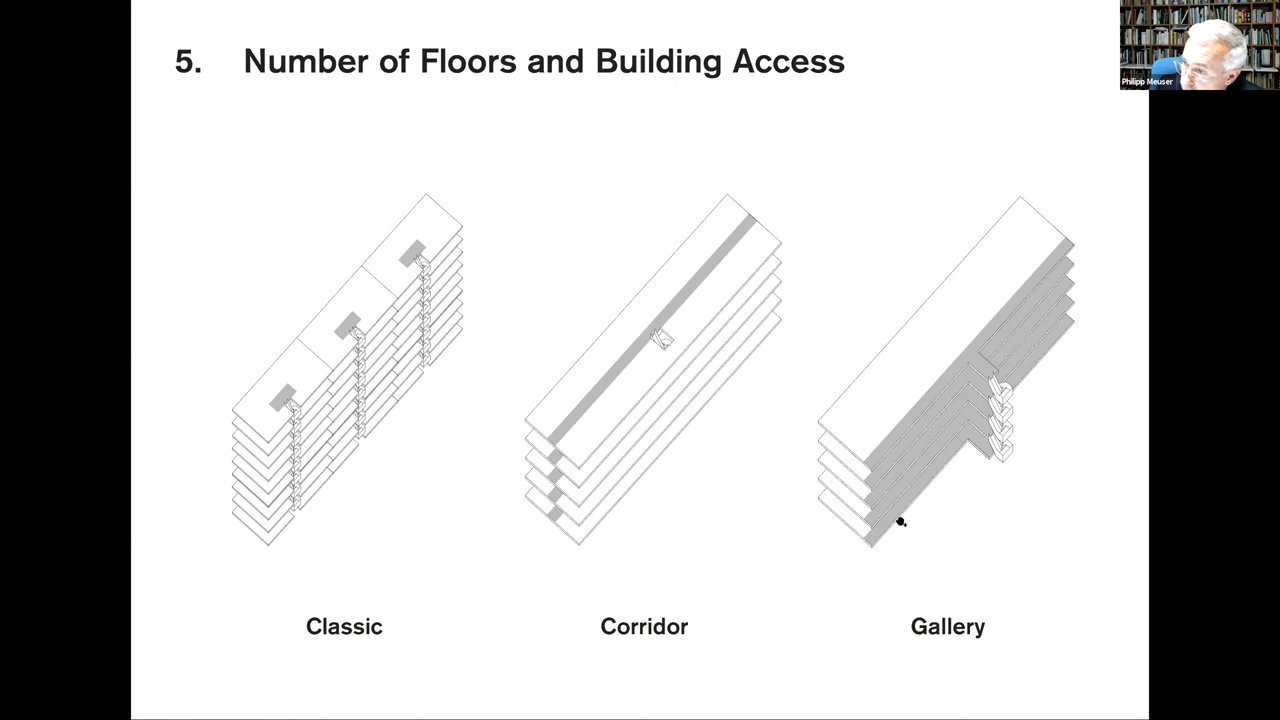 5. Number of Floors and Building Access
Philipp Meuser
Classic
Corridor
Gallery